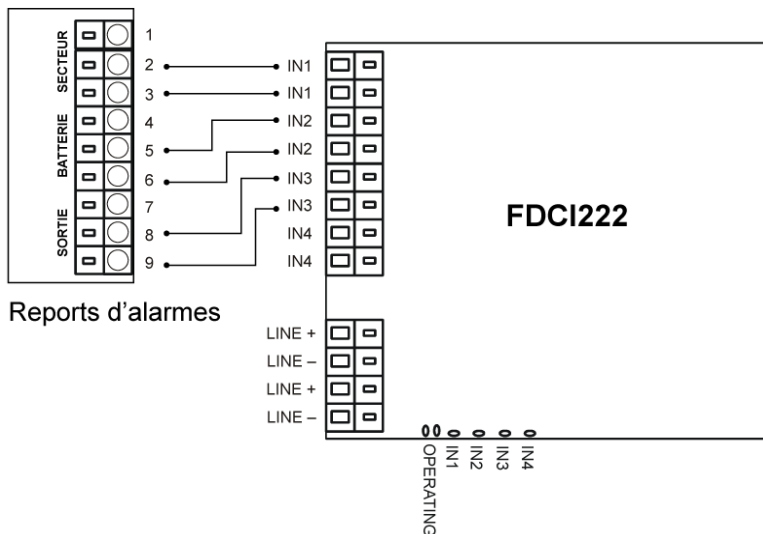 SECTEUR
BATTERIE
SORTIE
1
2
3
4
5
6
7
8
9
Reports d'alarmes
IN1
IN1
IN2
IN2
IN3
IN3
IN4
IN4
FDCI222
LINE +
LINE –
LINE +
LINE –
OPERATING
IN1
IN2
IN3
IN4